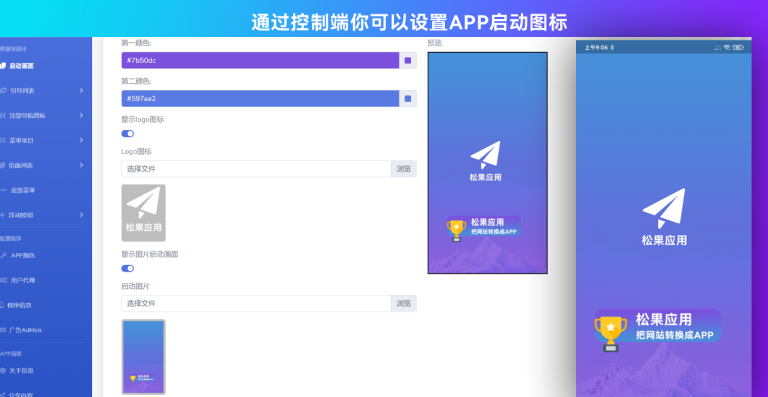 通过控制端你可以设置APP启动图标
界面与设计
启动画面
引导列表
顶部导航图标
菜单项目
页面列表
底部菜单
浮动按钮
配置程序
APP颜色
用户代理
程序信息
广告AdMob
APP信息
关于信息
分享内容
第一颜色:
#7b50dc
第二颜色:
#597ae2
显示logo图标
Logo图标
选择文件
浏览
松果应用
显示图片启动画面
启动图片
选择文件
浏览
预览:
松果应用
松果应用
把网站转换成APP
上午9:06
松果应用
松果应用
把网站转换成APP